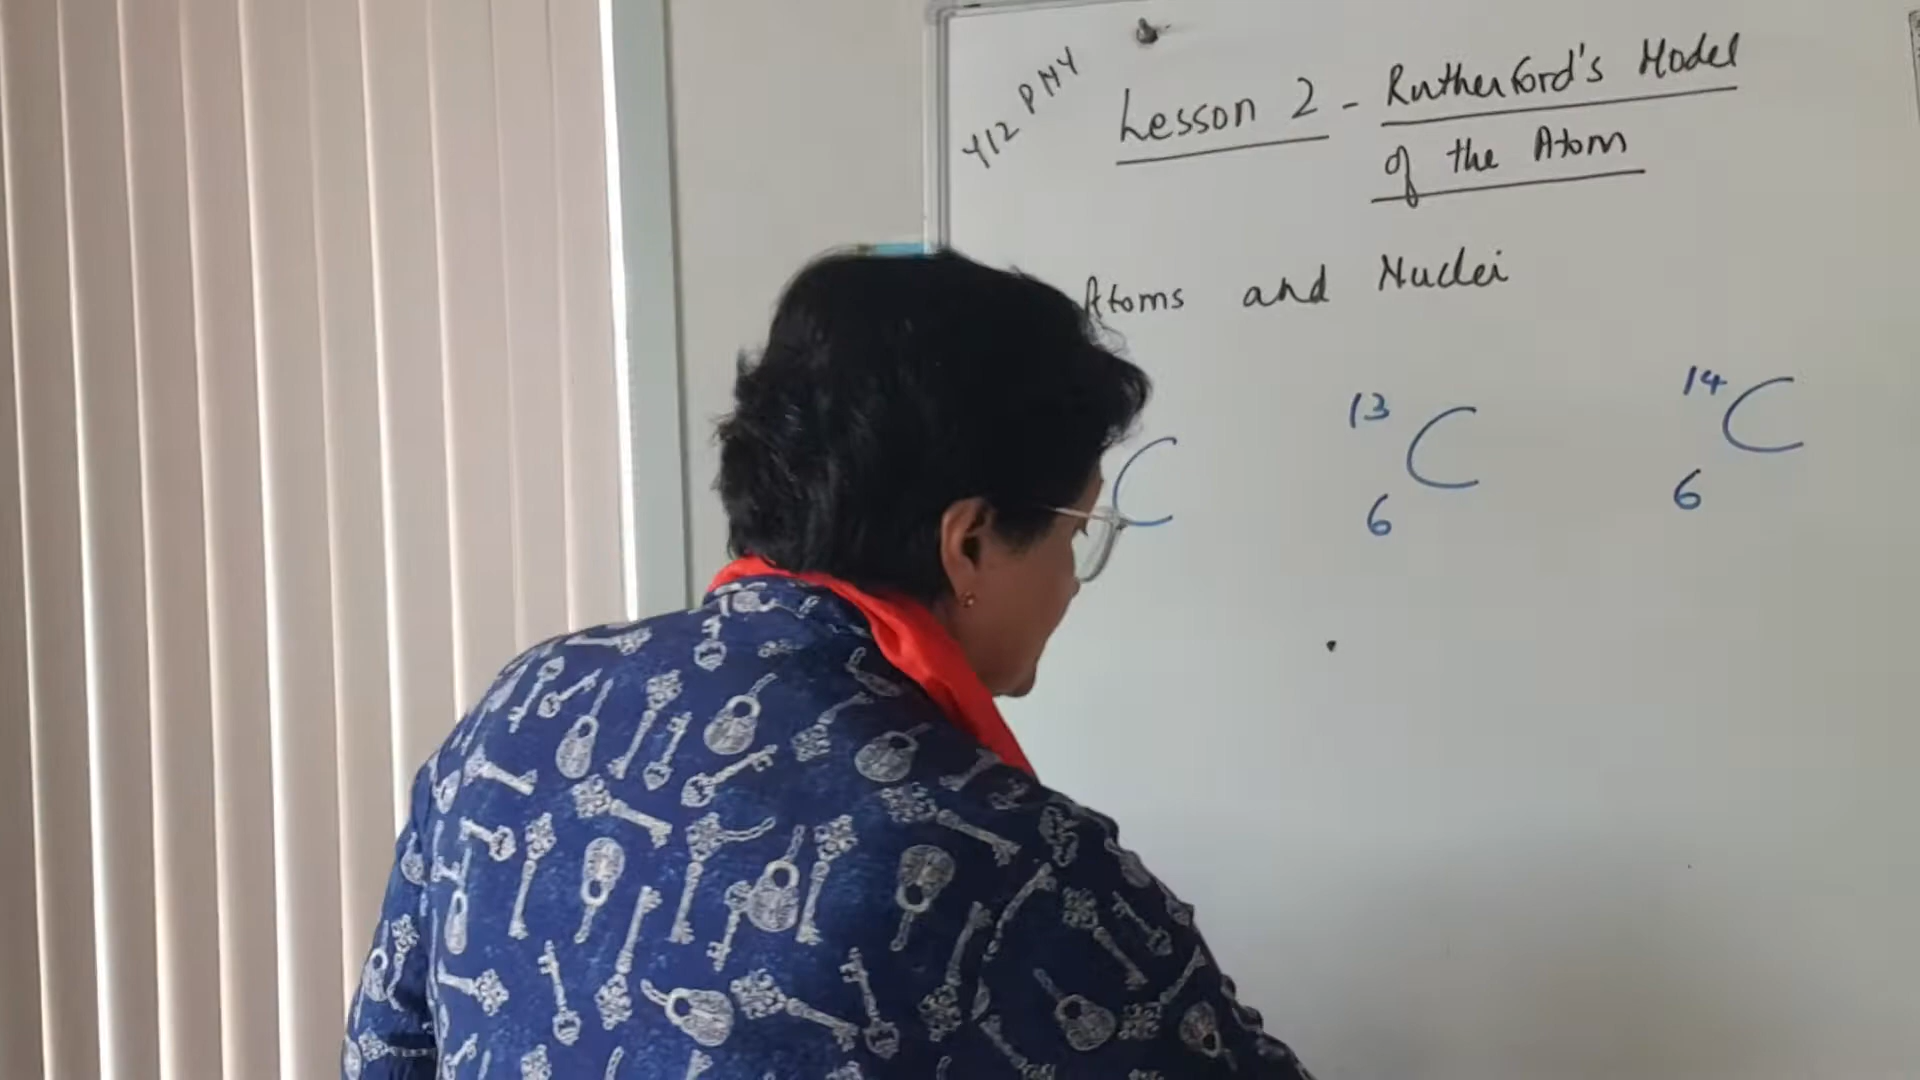 Y12 PHY
Lesson 2 - Rutherford's Model
of the Atom
Atoms and Nuclei
C 13 C 14 C
6 6